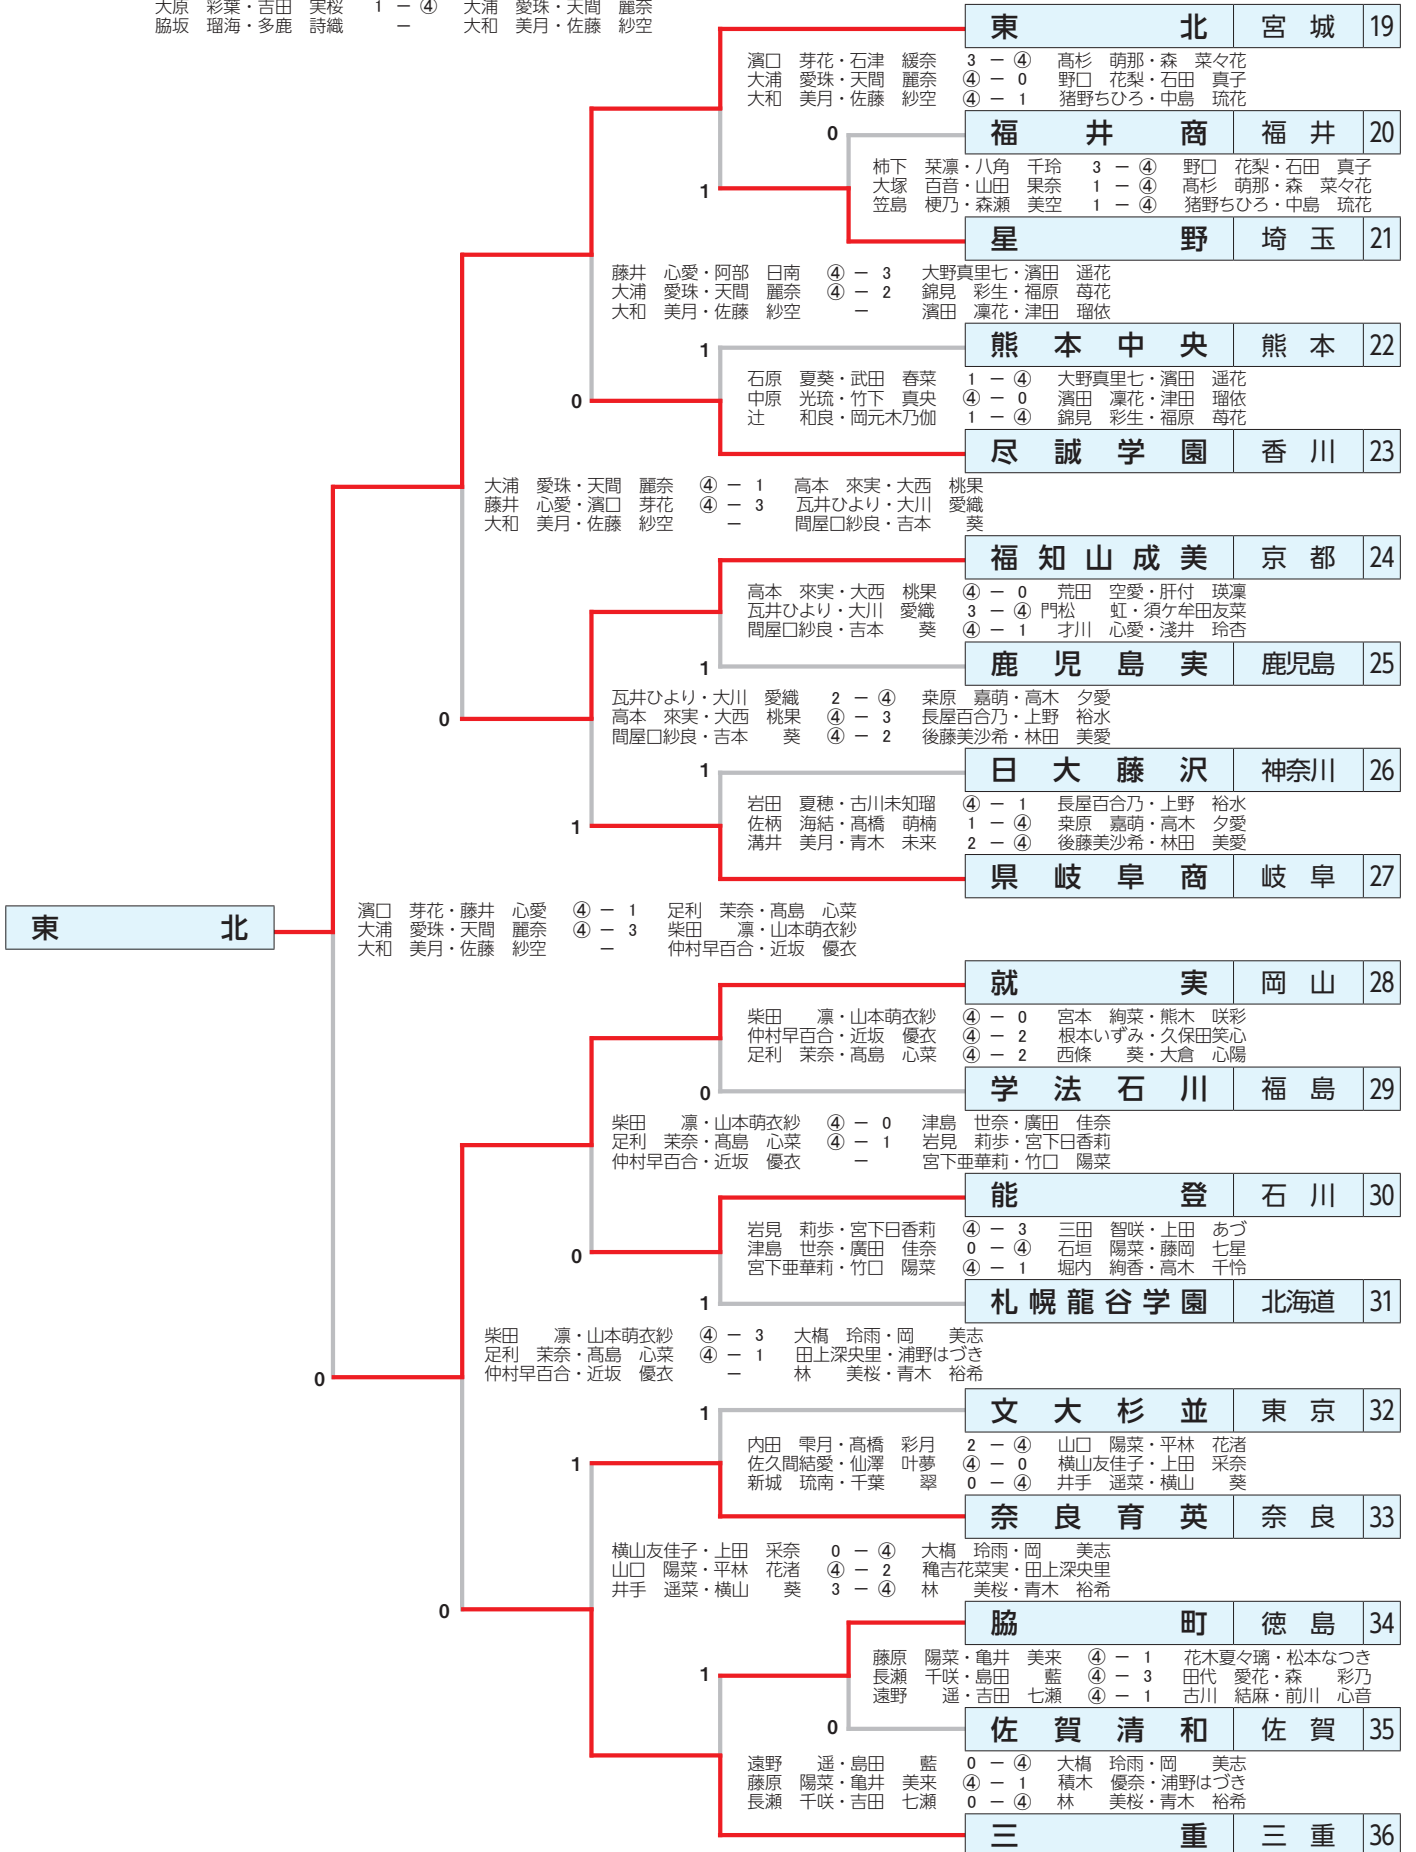 大原　彩葉・吉田　実桜　1 － ④　大浦　愛珠・天間　麗奈
脇坂　瑠海・多鹿　詩織　－　大和　美月・佐藤　紗空
東北　宮城　19
濱口　芽花・石津　緩奈　3 － ④　髙杉　萌那・森　菜々花
大浦　愛珠・天間　麗奈　④ － 0　野口　花梨・石田　真子
大和　美月・佐藤　紗空　④ － 1　猪野ちひろ・中島　琉花
0
福井商　福井　20
柿下　栞凛・八角　千玲　3 － ④　野口　花梨・石田　真子
大塚　百音・山田　果奈　1 － ④　髙杉　萌那・森　菜々花
笠島　梗乃・森瀬　美空　1 － ④　猪野ちひろ・中島　琉花
1
星野　埼玉　21
藤井　心愛・阿部　日南　④ － 3　大野真里七・濱田　遥花
大浦　愛珠・天間　麗奈　④ － 2　錦見　彩生・福原　苺花
大和　美月・佐藤　紗空　－　濱田　凜花・津田　瑠依
1
熊本中央　熊本　22
石原　夏葵・武田　春菜　1 － ④　大野真里七・濱田　遥花
中原　光琉・竹下　真央　④ － 0　濱田　凜花・津田　瑠依
辻　和良・岡元木乃伽　1 － ④　錦見　彩生・福原　苺花
0
尽誠学園　香川　23
大浦　愛珠・天間　麗奈　④ － 1　高本　來実・大西　桃果
藤井　心愛・濱口　芽花　④ － 3　瓦井ひより・大川　愛織
大和　美月・佐藤　紗空　－　間屋口紗良・吉本　葵
福知山成美　京都　24
高本　來実・大西　桃果　④ － 0　荒田　空愛・肝付　瑛凜
瓦井ひより・大川　愛織　3 － ④　門松　虹・須ケ牟田友菜
間屋口紗良・吉本　葵　④ － 1　才川　心愛・淺井　玲杏
1
鹿児島実　鹿児島　25
瓦井ひより・大川　愛織　2 － ④　桒原　嘉萌・高木　夕愛
高本　來実・大西　桃果　④ － 3　長屋百合乃・上野　裕水
間屋口紗良・吉本　葵　④ － 2　後藤美沙希・林田　美愛
0
1
日大藤沢　神奈川　26
岩田　夏穂・古川未知瑠　④ － 1　長屋百合乃・上野　裕水
佐柄　海結・髙橋　萌楠　1 － ④　桒原　嘉萌・高木　夕愛
溝井　美月・青木　未来　2 － ④　後藤美沙希・林田　美愛
1
県岐阜商　岐阜　27
東北
濱口　芽花・藤井　心愛　④ － 1　足利　茉奈・髙島　心菜
大浦　愛珠・天間　麗奈　④ － 3　柴田　凛・山本萌衣紗
大和　美月・佐藤　紗空　－　仲村早百合・近坂　優衣
就実　岡山　28
柴田　凛・山本萌衣紗　④ － 0　宮本　絢菜・熊木　咲彩
仲村早百合・近坂　優衣　④ － 2　根本いずみ・久保田笑心
足利　茉奈・髙島　心菜　④ － 2　西條　葵・大倉　心陽
0
学法石川　福島　29
柴田　凛・山本萌衣紗　④ － 0　津島　世奈・廣田　佳奈
足利　茉奈・髙島　心菜　④ － 1　岩見　莉歩・宮下日香莉
仲村早百合・近坂　優衣　－　宮下亜華莉・竹口　陽菜
能登　石川　30
岩見　莉歩・宮下日香莉　④ － 3　三田　智咲・上田　あづ
津島　世奈・廣田　佳奈　0 － ④　石垣　陽菜・藤岡　七星
宮下亜華莉・竹口　陽菜　④ － 1　堀内　絢香・高木　千怜
0
1
札幌龍谷学園　北海道　31
柴田　凛・山本萌衣紗　④ － 3　大槝　玲雨・岡　美志
足利　茉奈・髙島　心菜　④ － 1　田上深央里・浦野はづき
仲村早百合・近坂　優衣　－　林　美桜・青木　裕希
0
1
文大杉並　東京　32
内田　雫月・髙橋　彩月　2 － ④　山口　陽菜・平林　花渚
佐久間結愛・仙澤　叶夢　④ － 0　横山友佳子・上田　采奈
新城　琉南・千葉　翠　0 － ④　井手　遥菜・横山　葵
1
奈良育英　奈良　33
横山友佳子・上田　采奈　0 － ④　大槝　玲雨・岡　美志
山口　陽菜・平林　花渚　④ － 2　穐吉花菜実・田上深央里
井手　遥菜・横山　葵　3 － ④　林　美桜・青木　裕希
0
脇町　徳島　34
藤原　陽菜・亀井　美来　④ － 1　花木夏々璃・松本なつき
長瀬　千咲・島田　藍　④ － 3　田代　愛花・森　彩乃
遠野　遥・吉田　七瀬　④ － 1　古川　結麻・前川　心音
1
0
佐賀清和　佐賀　35
遠野　遥・島田　藍　0 － ④　大槝　玲雨・岡　美志
藤原　陽菜・亀井　美来　④ － 1　積木　優奈・浦野はづき
長瀬　千咲・吉田　七瀬　0 － ④　林　美桜・青木　裕希
三重　三重　36